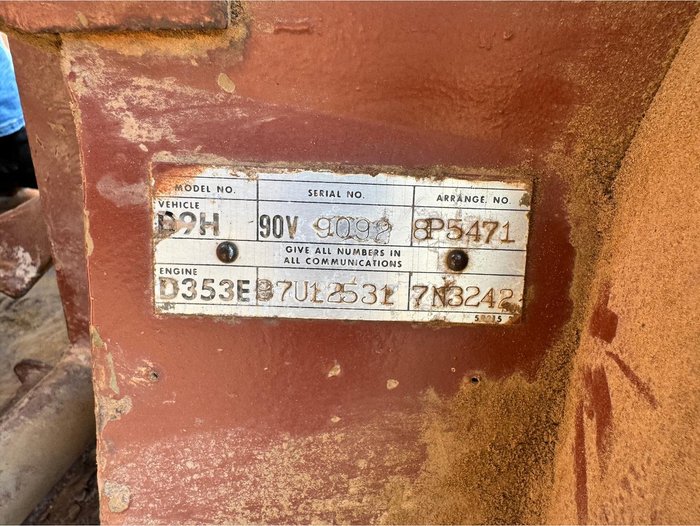 MODEL NO. SERIAL NO. ARRANGE. NO.
VEHICLE
D9H 90V 9092 8P5471
GIVE ALL NUMBERS IN
ALL COMMUNICATIONS
ENGINE
D353E 7N3242